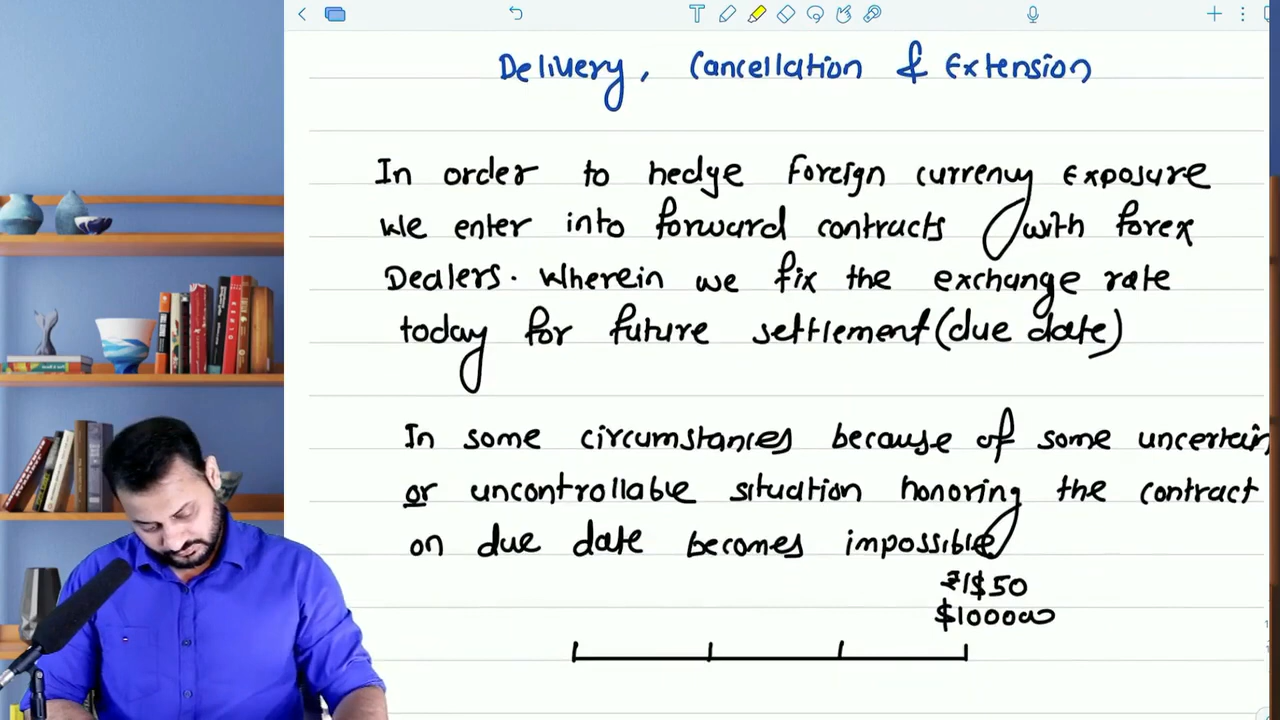 Delivery, Cancellation & Extension
In order to hedge Foreign currency Exposure
We enter into forward contracts with forex
Dealers. Wherein we fix the exchange rate
today for future settlement (due date)
In some circumstances because of some uncertain
or uncontrollable situation honoring the contract
on due date becomes impossible
₹1$50
$100000